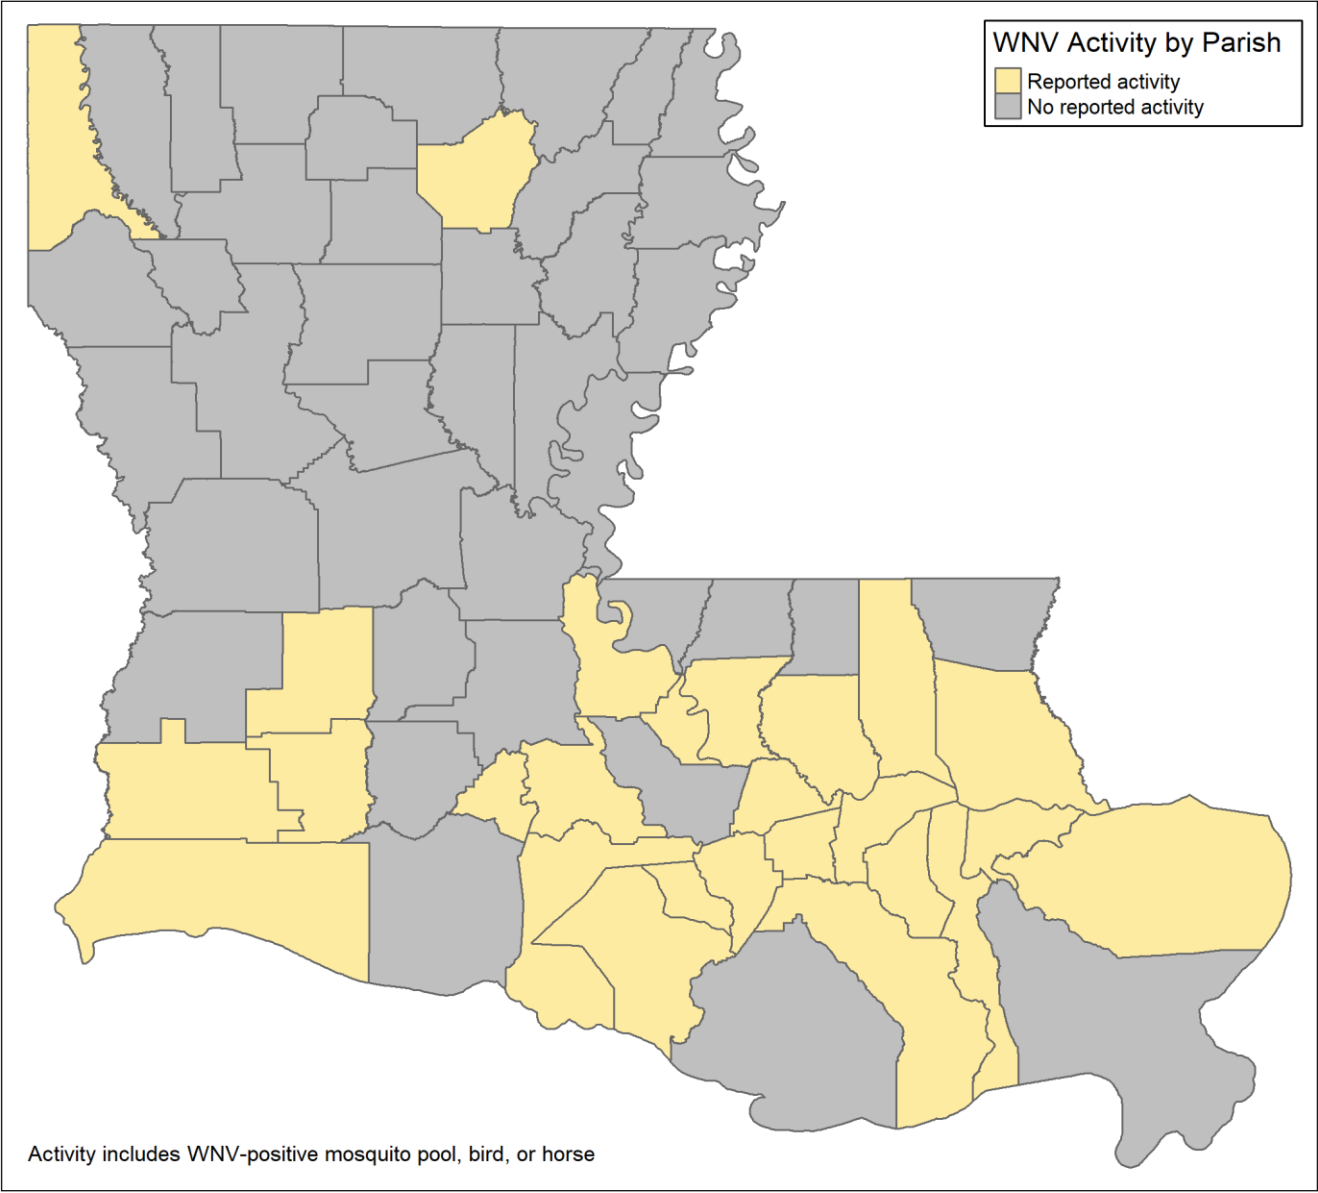 WNV Activity by Parish
Reported activity
No reported activity
Activity includes WNV-positive mosquito pool, bird, or horse